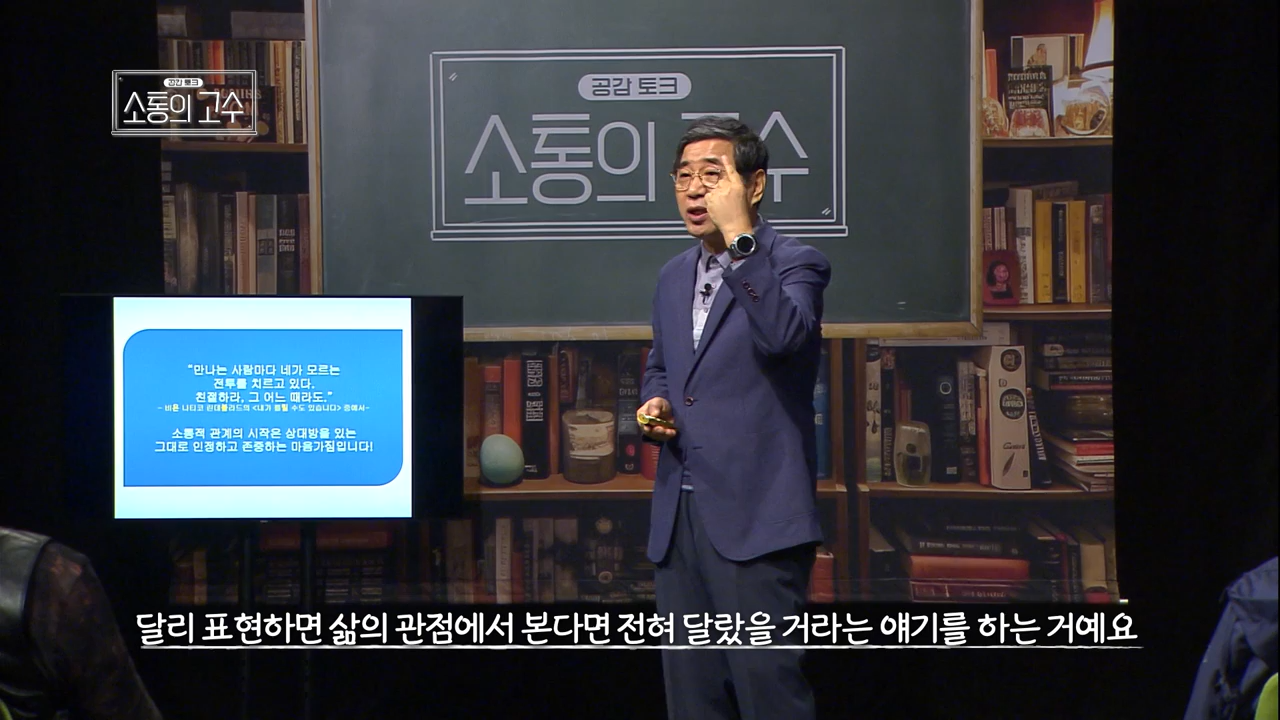 공감 토크
소통의 고수
공감 토크
소통의 고수
“만나는 사람마다 네가 모르는
전투를 치르고 있다.
친절하라, 그 어느 때라도.”
소통적 관계의 시작은 상대방을 있는
그대로 인정하고 존중하는 마음가짐입니다!
달리 표현하면 삶의 관점에서 본다면 전혀 달랐을 거라는 얘기를 하는 거예요